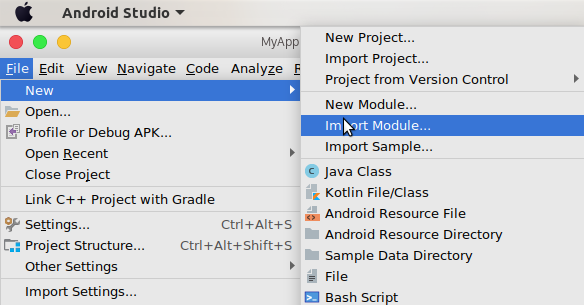 Android Studio
MyApp
File Edit View Navigate Code Analyze
New
Open...
Profile or Debug APK...
Open Recent
Close Project
Link C++ Project with Gradle
Settings... Ctrl+Alt+S
Project Structure... Ctrl+Alt+Shift+S
Other Settings
Import Settings...
New Project...
Import Project...
Project from Version Control
New Module...
Import Module...
Import Sample...
Java Class
Kotlin File/Class
Android Resource File
Android Resource Directory
Sample Data Directory
File
Bash Script